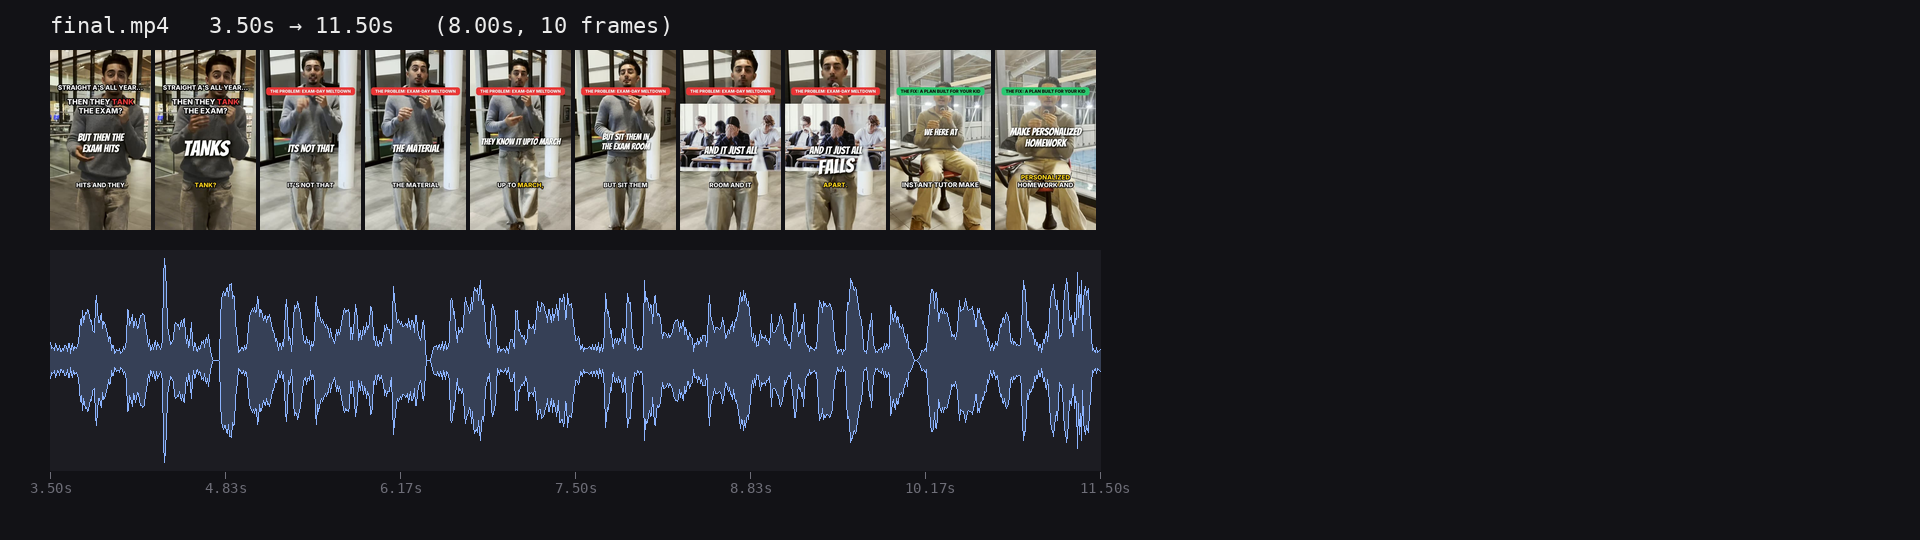 final.mp4   3.50s → 11.50s   (8.00s, 10 frames)
STRAIGHT A'S ALL YEAR...
THEN THEY TANK
THE EXAM?
BUT THEN THE
EXAM HITS
HITS AND THEY
STRAIGHT A'S ALL YEAR...
THEN THEY TANK
THE EXAM?
TANKS
TANK?
THE PROBLEM: EXAM-DAY MELTDOWN
ITS NOT THAT
IT'S NOT THAT
THE PROBLEM: EXAM-DAY MELTDOWN
THE MATERIAL
THE MATERIAL
THE PROBLEM: EXAM-DAY MELTDOWN
THEY KNOW IT UPTO MARCH
UP TO MARCH,
THE PROBLEM: EXAM-DAY MELTDOWN
BUT SIT THEM IN
THE EXAM ROOM
BUT SIT THEM
THE PROBLEM: EXAM-DAY MELTDOWN
AND IT JUST ALL
ROOM AND IT
THE PROBLEM: EXAM-DAY MELTDOWN
AND IT JUST ALL
FALLS
APART.
THE FIX: A PLAN BUILT FOR YOUR KID
WE HERE AT
INSTANT TUTOR MAKE
THE FIX: A PLAN BUILT FOR YOUR KID
MAKE PERSONALIZED
HOMEWORK
PERSONALIZED
HOMEWORK AND
3.50s
4.83s
6.17s
7.50s
8.83s
10.17s
11.50s